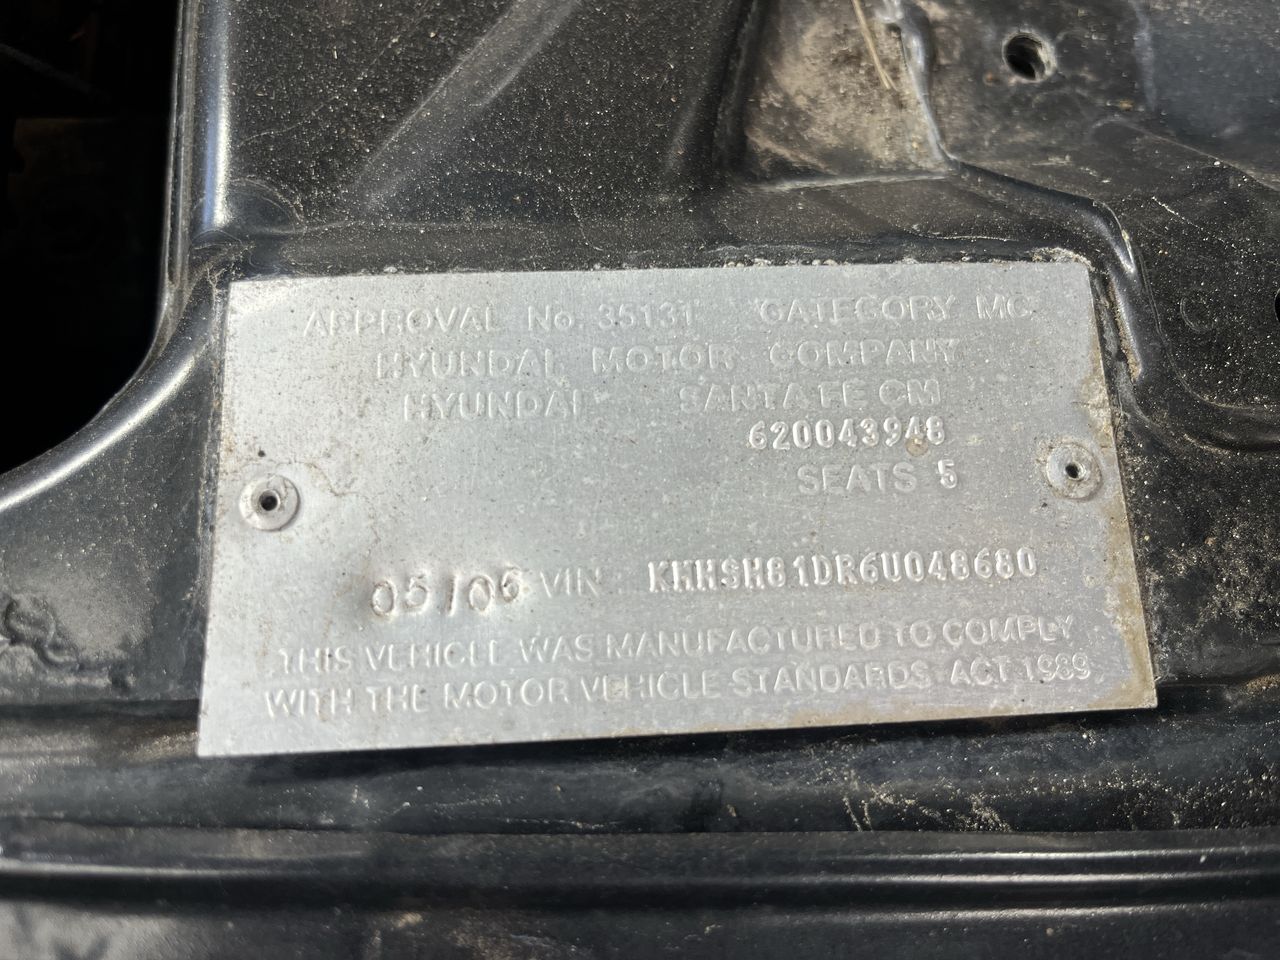 APPROVAL No. 35131 CATEGORY MC
HYUNDAI MOTOR COMPANY
HYUNDAI SANTA FE CM
620043948
SEATS 5
05/06 VIN KMHSH81DR6U048680
THIS VEHICLE WAS MANUFACTURED TO COMPLY
WITH THE MOTOR VEHICLE STANDARDS ACT 1989